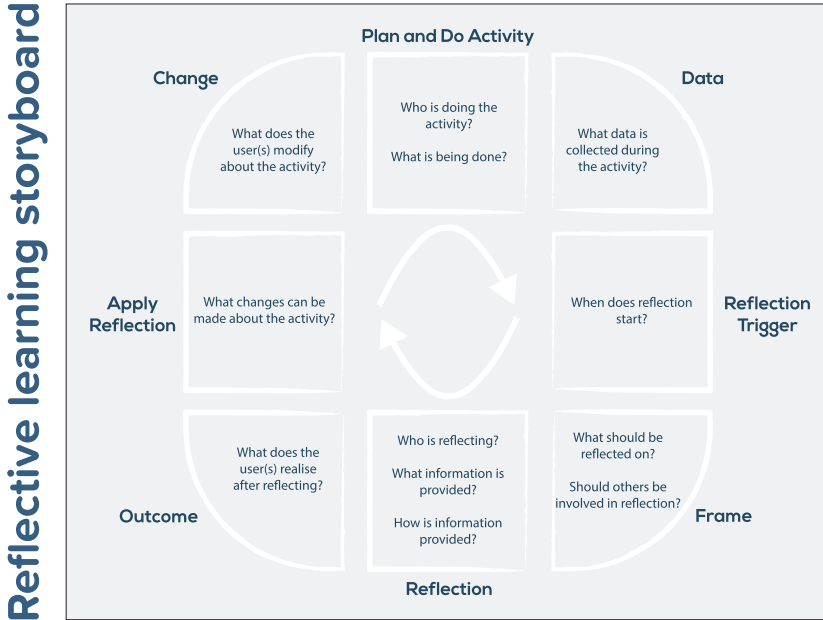 Reflective learning storyboard
Plan and Do Activity
Who is doing the
activity?
What is being done?
Data
What data is
collected during
the activity?
Reflection
Trigger
When does reflection
start?
Frame
What should be
reflected on?
Should others be
involved in reflection?
Reflection
Who is reflecting?
What information is
provided?
How is information
provided?
Outcome
What does the
user(s) realise
after reflecting?
Apply
Reflection
What changes can be
made about the activity?
Change
What does the
user(s) modify
about the activity?